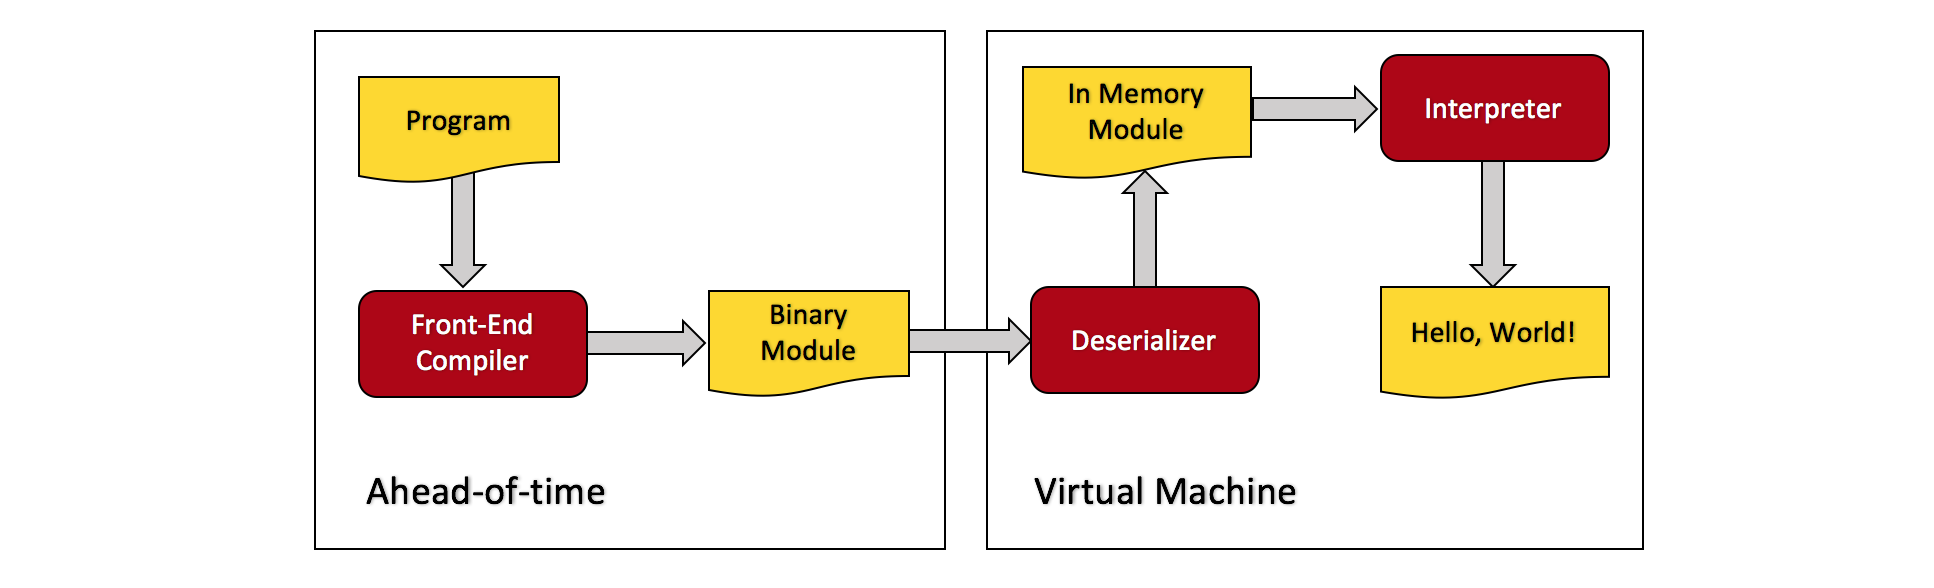 Program
Front-End
Compiler
Binary
Module
Ahead-of-time
In Memory
Module
Interpreter
Deserializer
Hello, World!
Virtual Machine